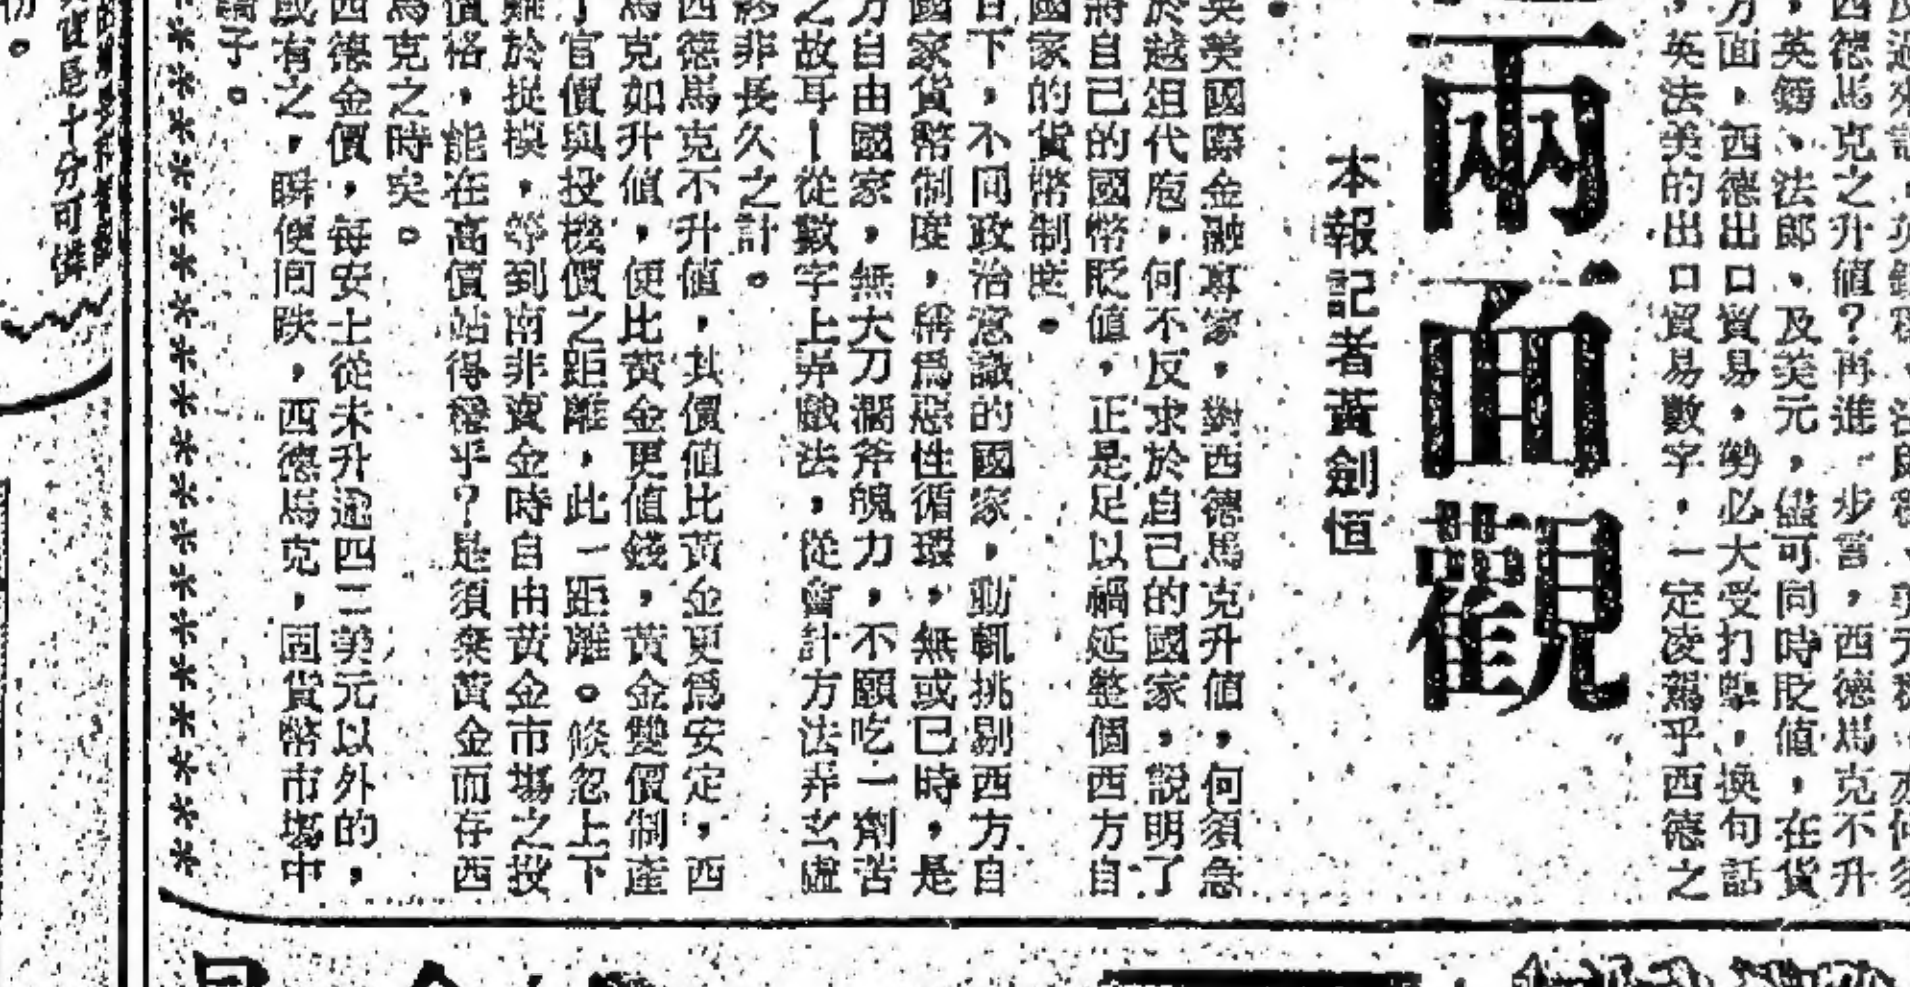 西德馬克之升值?再進一步言,西德馬克不升
,英鎊、法郎、及美元,儘可同時貶值,在貨
方面,西德出口貿易,勢必大受打擊,換句話
,英法美的出口貿易數字,一定凌駕乎西德之
兩面觀
本報記者黃劍恒
英美國際金融專家,對西德馬克升值,何須急
於越俎代庖,何不反求於自己的國家,說明了
將自己的國幣貶值,正是足以禍延整個西方自
國家的貨幣制度。
目下,不同政治意識的國家,動輒挑剔西方自
國家貨幣制度,稱爲惡性循環,無或已時,是
方自由國家,無大刀濶斧魄力,不願吃一劑苦
之故耳—從數字上弄戲法,從會計方法弄玄虛
終非長久之計。
西德馬克不升值,其價值比黃金更爲安定,西
馬克如升值,便比黃金更值錢,黃金雙價制產
了官價與投機價之距離,此一距離。倏忽上下
難於捉摸,等到南非資金時自由黃金市塲之投
價格,能在高價站得穩乎?是須棄黃金而存西
馬克之時矣。
西德金價,每安士從未升過四三美元以外的,
或有之,瞬便回跌,西德馬克,固貨幣市塲中
驕子。
十分可憐